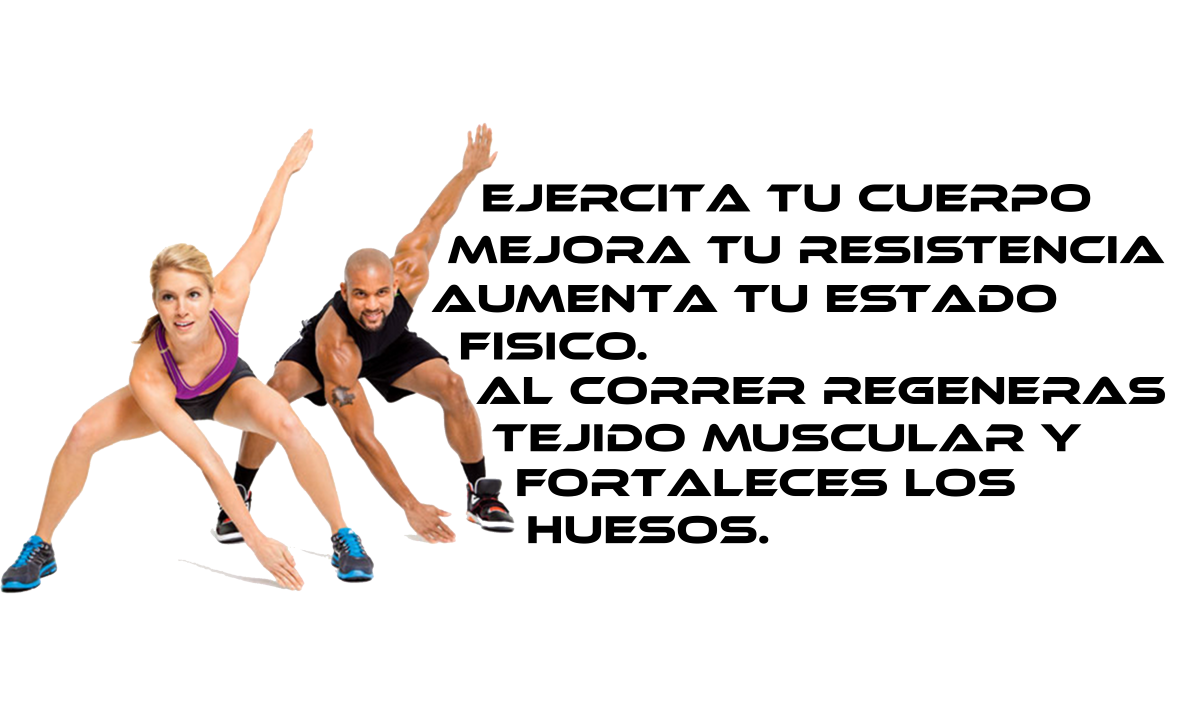 EJERCITA TU CUERPO
MEJORA TU RESISTENCIA
AUMENTA TU ESTADO
FISICO.
AL CORRER REGENERAS
TEJIDO MUSCULAR Y
FORTALECES LOS
HUESOS.